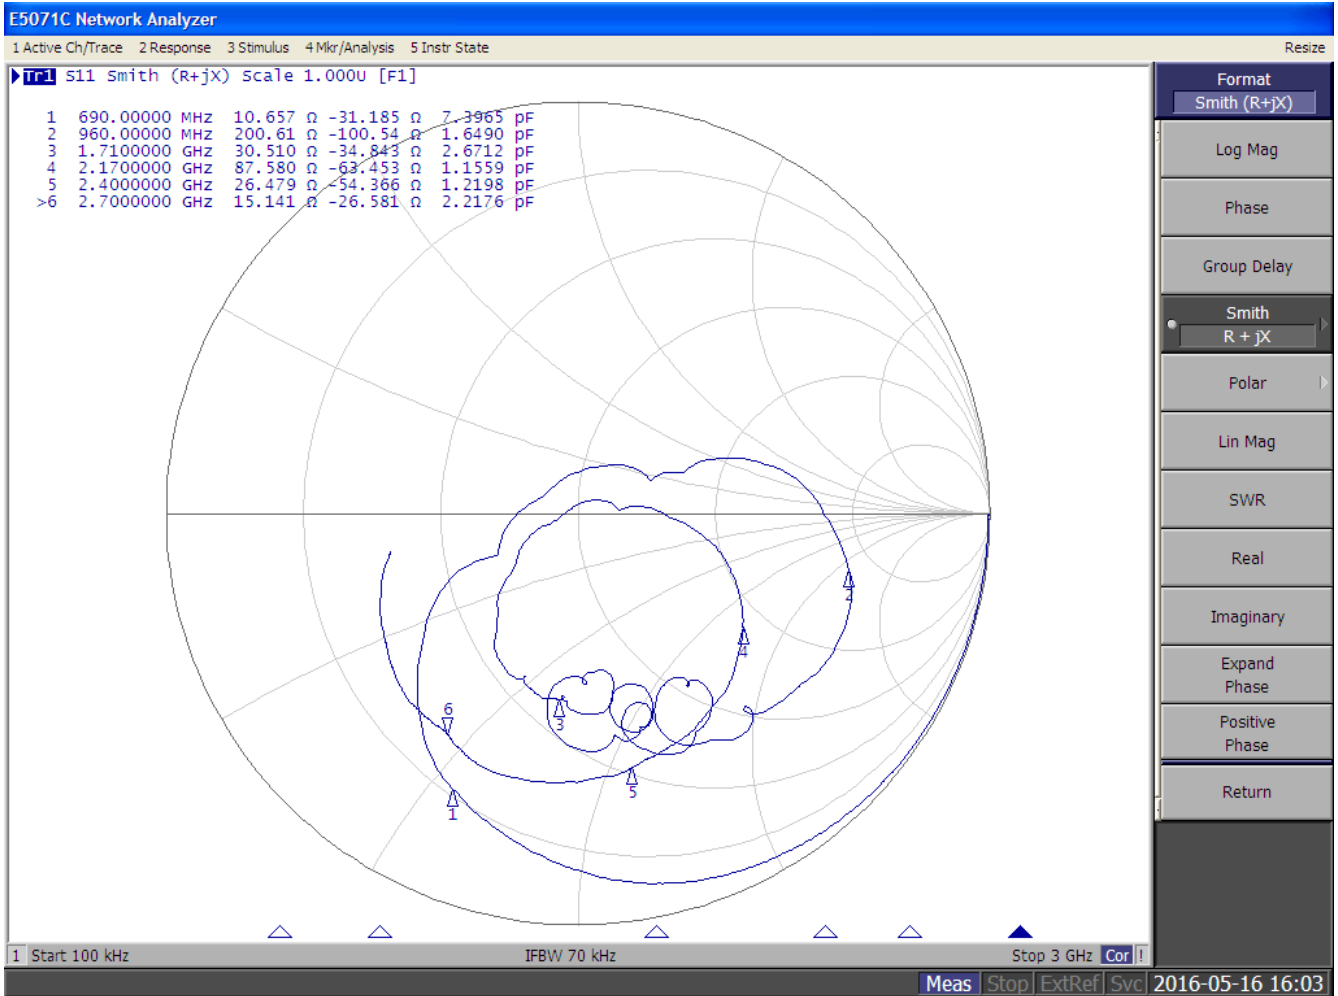 E5071C Network Analyzer
1 Active Ch/Trace 2 Response 3 Stimulus 4 Mkr/Analysis 5 Instr State Resize
Tr1 S11 Smith (R+jX) Scale 1.000U [F1]
1 690.00000 MHz 10.657 Ω -31.185 Ω 7.3965 pF
2 960.00000 MHz 200.61 Ω -100.54 Ω 1.6490 pF
3 1.7100000 GHz 30.510 Ω -34.843 Ω 2.6712 pF
4 2.1700000 GHz 87.580 Ω -63.453 Ω 1.1559 pF
5 2.4000000 GHz 26.479 Ω -54.366 Ω 1.2198 pF
>6 2.7000000 GHz 15.141 Ω -26.581 Ω 2.2176 pF
2
4
6
3
5
1
Format
Smith (R+jX)
Log Mag
Phase
Group Delay
Smith
R + jX
Polar
Lin Mag
SWR
Real
Imaginary
Expand
Phase
Positive
Phase
Return
1 Start 100 kHz IFBW 70 kHz Stop 3 GHz Cor !
Meas Stop ExtRef Svc 2016-05-16 16:03